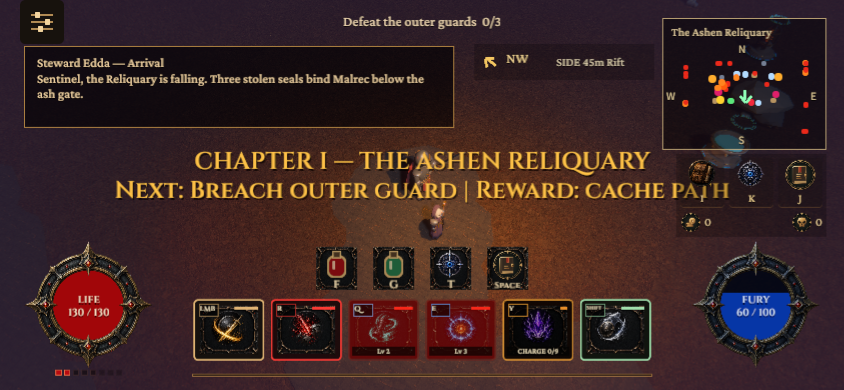 Defeat the outer guards 0/3
Steward Edda — Arrival
Sentinel, the Reliquary is falling. Three stolen seals bind Malrec below the
ash gate.
NW SIDE 45m Rift
The Ashen Reliquary
N
W E
S
CHAPTER I — THE ASHEN RELIQUARY
NEXT: BREACH OUTER GUARD | REWARD: CACHE PATH
K J
0 0
F G T SPACE
LIFE
130 / 130
LMB R Q E V SHIFT
Lv 2 Lv 3 CHARGE 0/9
FURY
60 / 100